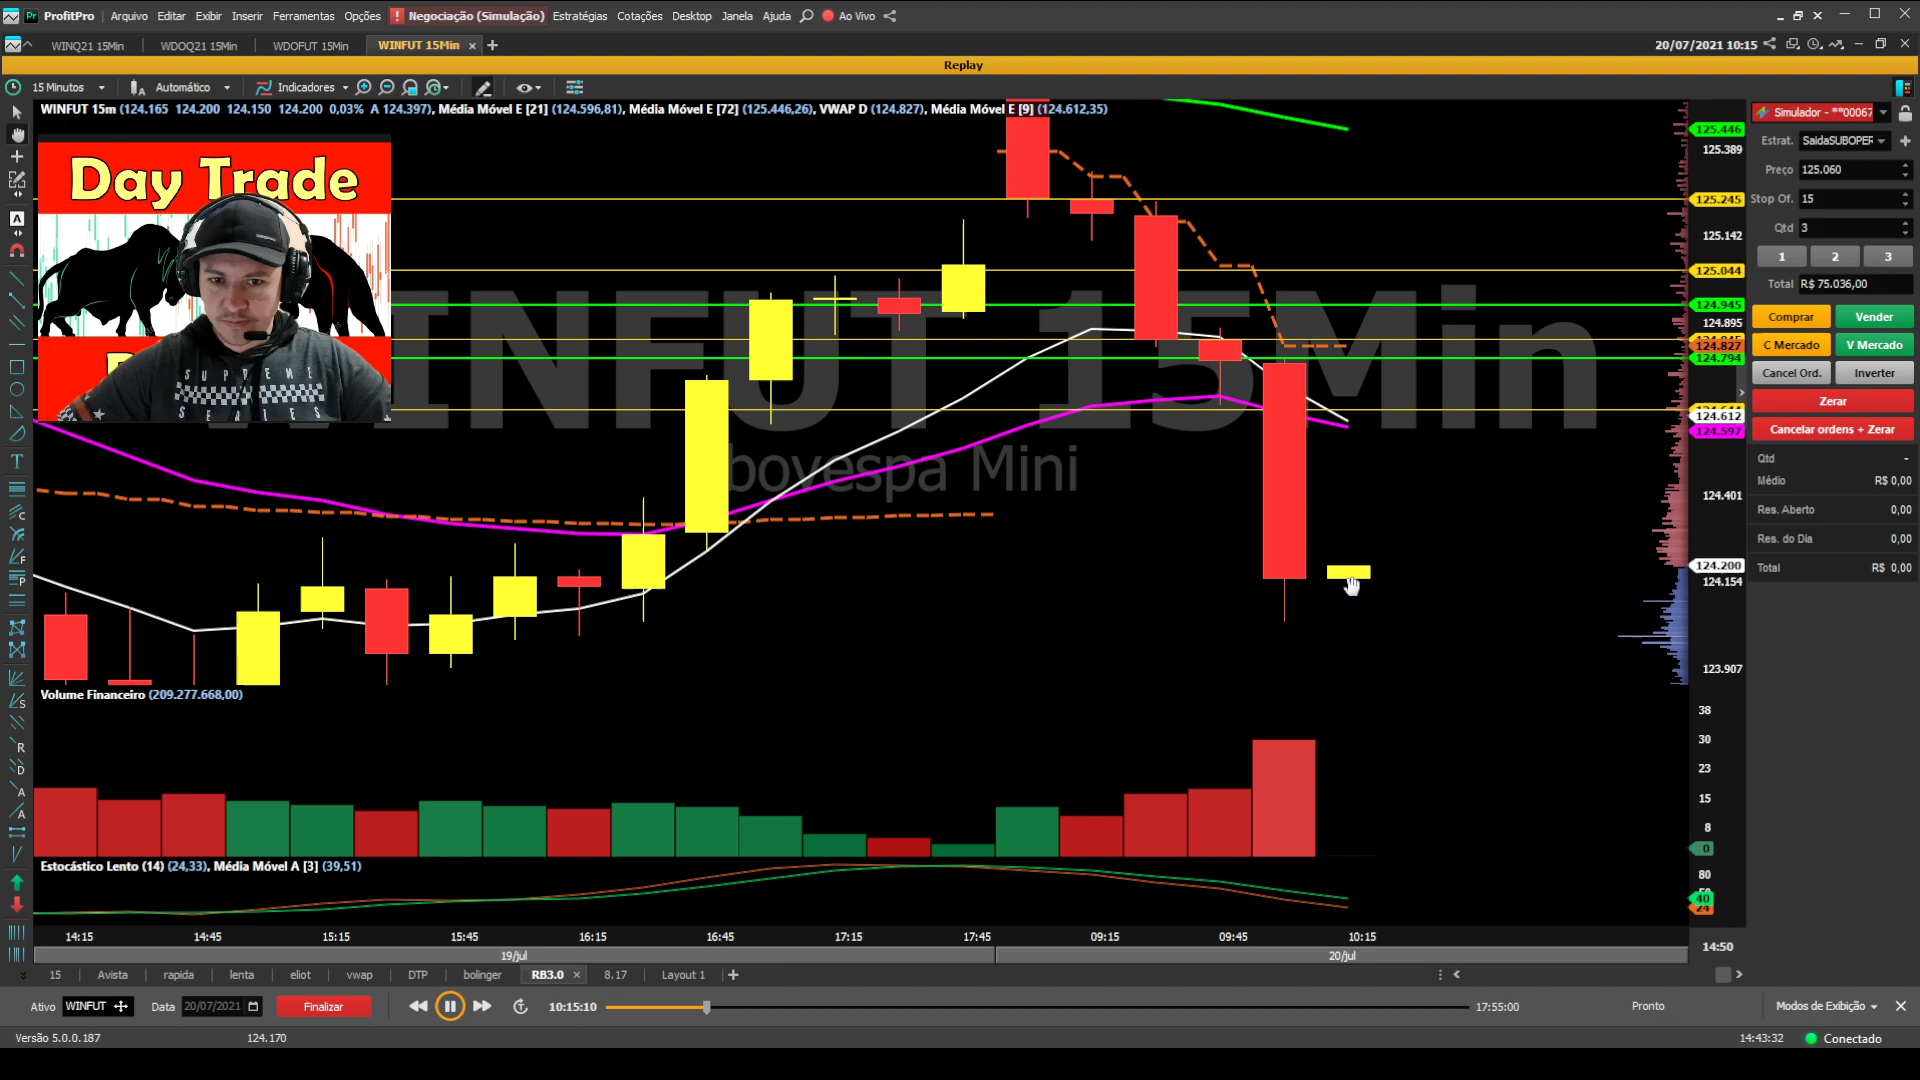 ProfitPro Arquivo Editar Exibir Inserir Ferramentas Opções ! Negociação (Simulação) Estratégias Cotações Desktop Janela Ajuda Ao Vivo
WINQ21 15Min WDOQ21 15Min WDOFUT 15Min WINFUT 15Min 20/07/2021 10:15
Replay
15 Minutos Automático Indicadores
WINFUT 15m (124.165 124.200 124.150 124.200 0,03% A 124.397), Média Móvel E [21] (124.596,81), Média Móvel E [72] (125.446,26), VWAP D (124.827), Média Móvel E [9] (124.612,35)
Day Trade
SUPREME
SERIES
WINFUT 15Min
Ibovespa Mini
125.446
125.389
125.245
125.142
125.044
124.945
124.895
124.827
124.794
124.612
124.597
124.401
124.200
124.154
123.907
Simulador - **00067
Estrat. SaidaSUBOPER
Preço 125.060
Stop Of. 15
Qtd 3
1 2 3
Total R$ 75.036,00
Comprar Vender
C Mercado V Mercado
Cancel Ord. Inverter
Zerar
Cancelar ordens + Zerar
Qtd -
Médio R$ 0,00
Res. Aberto 0,00
Res. do Dia 0,00
Total R$ 0,00
Volume Financeiro (209.277.668,00)
38
30
23
15
8
0
Estocástico Lento (14) (24,33), Média Móvel A [3] (39,51)
80
40
24
14:15 14:45 15:15 15:45 16:15 16:45 17:15 17:45 09:15 09:45 10:15
14:50
19/jul 20/jul
15 Avista rapida lenta eliot vwap DTP bolinger RB3.0 8.17 Layout 1
Ativo WINFUT Data 20/07/2021 Finalizar 10:15:10 17:55:00 Pronto Modos de Exibição
Versão 5.0.0.187 124.170 14:43:32 Conectado